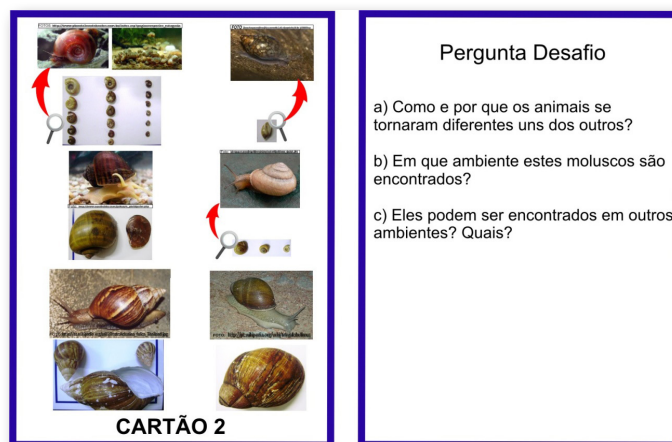 CARTÃO 2
Pergunta Desafio
a) Como e por que os animais se
tornaram diferentes uns dos outros?
b) Em que ambiente estes moluscos são
encontrados?
c) Eles podem ser encontrados em outros
ambientes? Quais?